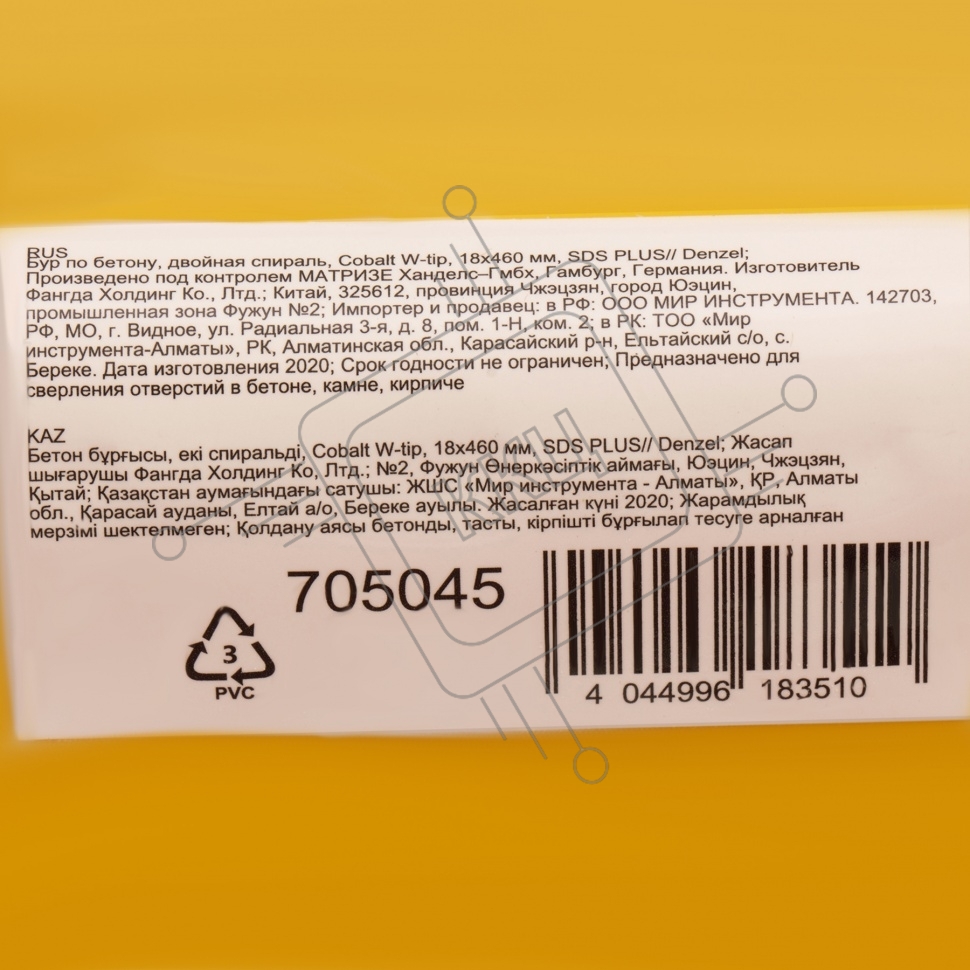 RUS
Бур по бетону, двойная спираль, Cobalt W-tip, 18x460 мм, SDS PLUS// Denzel;
Произведено под контролем МАТРИЗЕ Ханделс–Гмбх, Гамбург, Германия. Изготовитель
Фангда Холдинг Ко., Лтд.; Китай, 325612, провинция Чжэцзян, город Юэцин,
промышленная зона Фужун №2; Импортер и продавец: в РФ: ООО МИР ИНСТРУМЕНТА. 142703,
РФ, МО, г. Видное, ул. Радиальная 3-я, д. 8, пом. 1-Н, ком. 2; в РК: ТОО «Мир
инструмента-Алматы», РК, Алматинская обл., Карасайский р-н, Ельтайский с/о, с.
Береке. Дата изготовления 2020; Срок годности не ограничен; Предназначено для
сверления отверстий в бетоне, камне, кирпиче
KAZ
Бетон бұрғысы, екі спиральді, Cobalt W-tip, 18x460 мм, SDS PLUS// Denzel; Жасап
шығарушы Фангда Холдинг Ко. Лтд.; №2, Фужун Өнеркәсіптік аймағы, Юэцин, Чжэцзян,
Қытай; Қазақстан аумағындағы сатушы: ЖШС «Мир инструмента - Алматы», ҚР, Алматы
обл., Қарасай ауданы, Елтай а/о, Береке ауылы. Жасалған күні 2020; Жарамдылық
мерзімі шектелмеген; Қолдану аясы бетонды, тасты, кірпішті бұрғылап тесуге арналған
705045
3
PVC
4 044996 183510
ККЦ